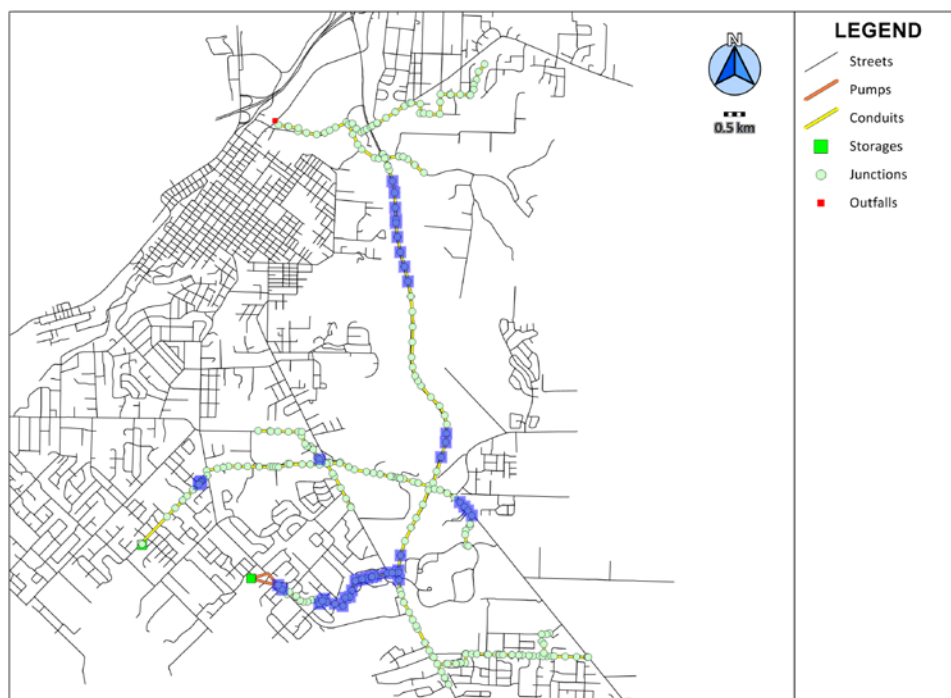 N
0.5 km
LEGEND
Streets
Pumps
Conduits
Storages
Junctions
Outfalls